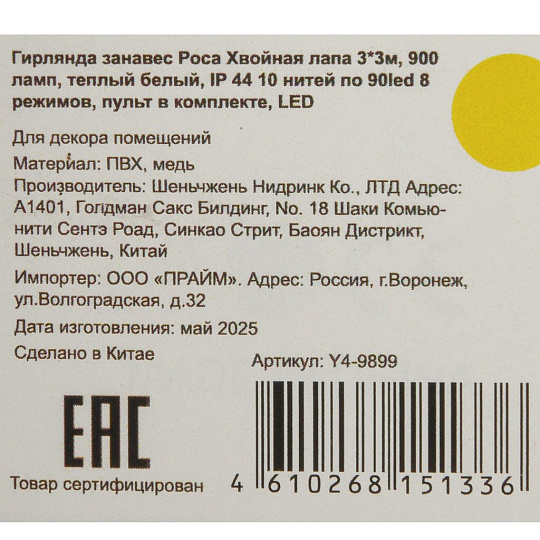 Гирлянда занавес Роса Хвойная лапа 3*3м, 900
ламп, теплый белый, IP 44 10 нитей по 90led 8
режимов, пульт в комплекте, LED
Для декора помещений
Материал: ПВХ, медь
Производитель: Шеньчжень Нидринк Ко., ЛТД Адрес:
А1401, Голдман Сакс Билдинг, No. 18 Шаки Комью-
нити Сентэ Роад, Синкао Стрит, Баоян Дистрикт,
Шеньчжень, Китай
Импортер: ООО «ПРАЙМ». Адрес: Россия, г.Воронеж,
ул.Волгоградская, д.32
Дата изготовления: май 2025
Сделано в Китае
Артикул: Y4-9899
EAC
Товар сертифицирован
4 610268 151336